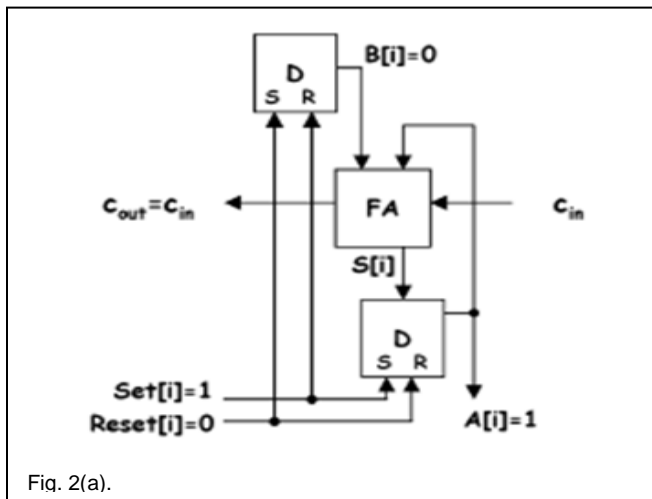 B[i]=0
D
S R
c_out=c_in
FA
c_in
S[i]
D
S R
Set[i]=1
Reset[i]=0
A[i]=1
Fig. 2(a).